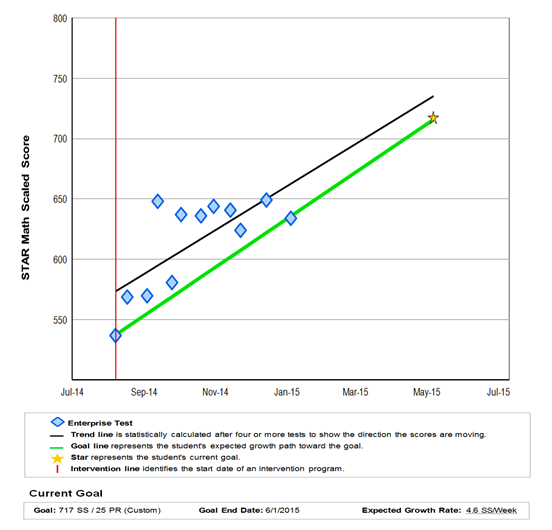 800
750
700
650
600
550
STAR Math Scaled Score
Jul-14 Sep-14 Nov-14 Jan-15 Mar-15 May-15 Jul-15
Enterprise Test
Trend line is statistically calculated after four or more tests to show the direction the scores are moving.
Goal line represents the student's expected growth path toward the goal.
Star represents the student's current goal.
Intervention line identifies the start date of an intervention program.
Current Goal
Goal: 717 SS / 25 PR (Custom) Goal End Date: 6/1/2015 Expected Growth Rate: 4.6 SS/Week